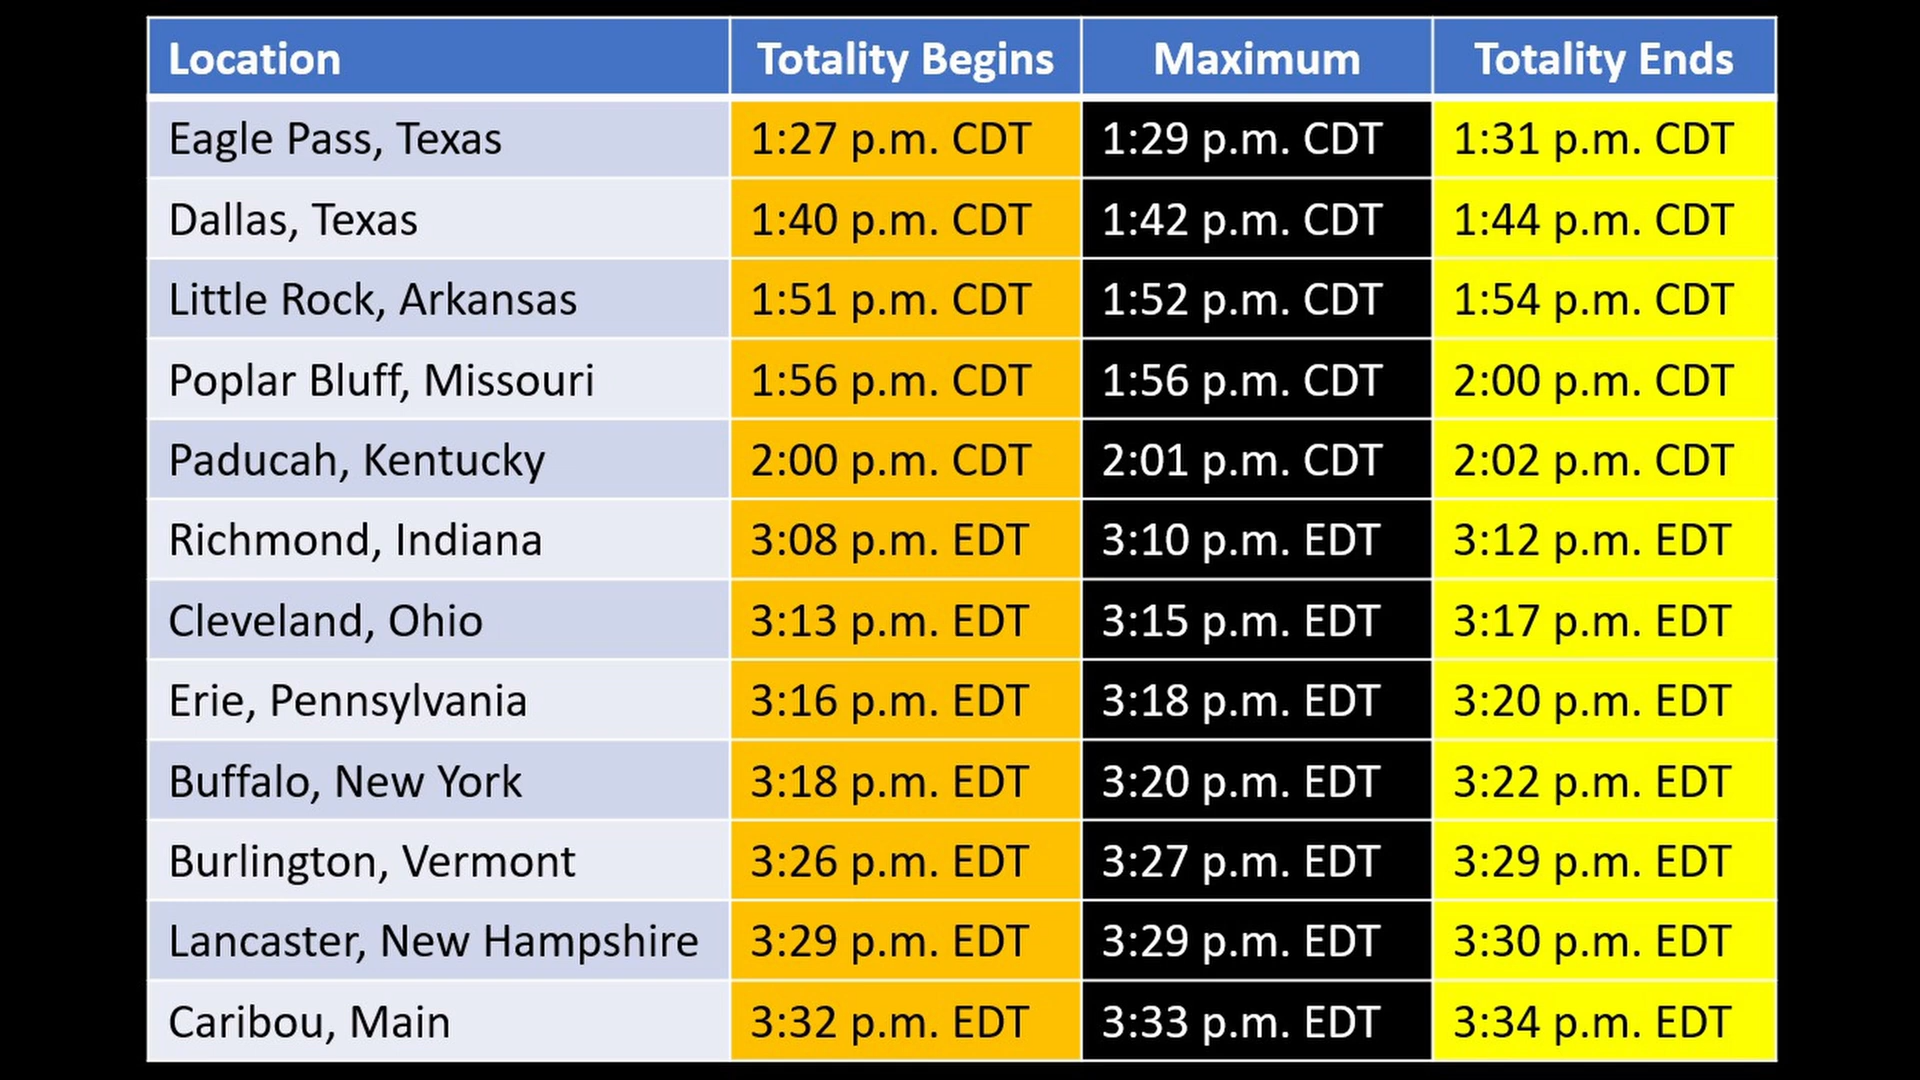 Location Totality Begins Maximum Totality Ends
Eagle Pass, Texas 1:27 p.m. CDT 1:29 p.m. CDT 1:31 p.m. CDT
Dallas, Texas 1:40 p.m. CDT 1:42 p.m. CDT 1:44 p.m. CDT
Little Rock, Arkansas 1:51 p.m. CDT 1:52 p.m. CDT 1:54 p.m. CDT
Poplar Bluff, Missouri 1:56 p.m. CDT 1:56 p.m. CDT 2:00 p.m. CDT
Paducah, Kentucky 2:00 p.m. CDT 2:01 p.m. CDT 2:02 p.m. CDT
Richmond, Indiana 3:08 p.m. EDT 3:10 p.m. EDT 3:12 p.m. EDT
Cleveland, Ohio 3:13 p.m. EDT 3:15 p.m. EDT 3:17 p.m. EDT
Erie, Pennsylvania 3:16 p.m. EDT 3:18 p.m. EDT 3:20 p.m. EDT
Buffalo, New York 3:18 p.m. EDT 3:20 p.m. EDT 3:22 p.m. EDT
Burlington, Vermont 3:26 p.m. EDT 3:27 p.m. EDT 3:29 p.m. EDT
Lancaster, New Hampshire 3:29 p.m. EDT 3:29 p.m. EDT 3:30 p.m. EDT
Caribou, Main 3:32 p.m. EDT 3:33 p.m. EDT 3:34 p.m. EDT